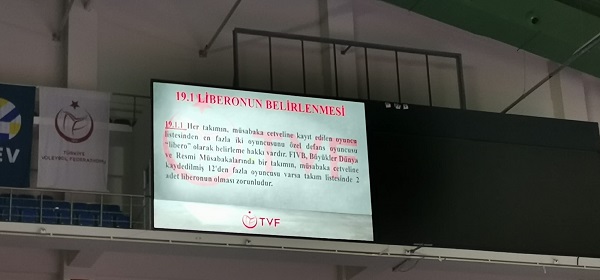 19.1 LİBERONUN BELİRLENMESİ
19.1.1 Her takımın, müsabaka cetveline kayıt edilen oyuncu
listesinden en fazla iki oyuncusunu özel defans oyuncusu
"libero" olarak belirleme hakkı vardır. FIVB, Büyükler Dünya
ve Resmi Müsabakalarında bir takımın, müsabaka cetveline
kaydedilmiş 12'den fazla oyuncusu varsa takım listesinde 2
adet liberonun olması zorunludur.
TVF
EV
TÜRKİYE
VOLEYBOL FEDERASYONU